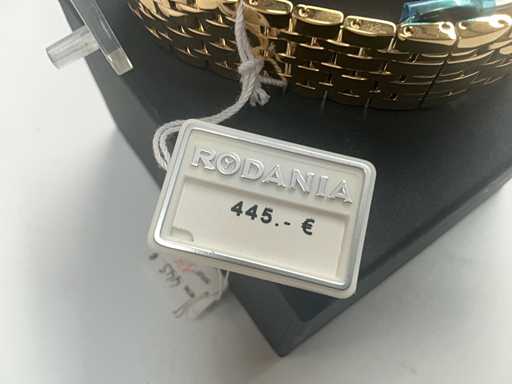 RODANIA
445.- €